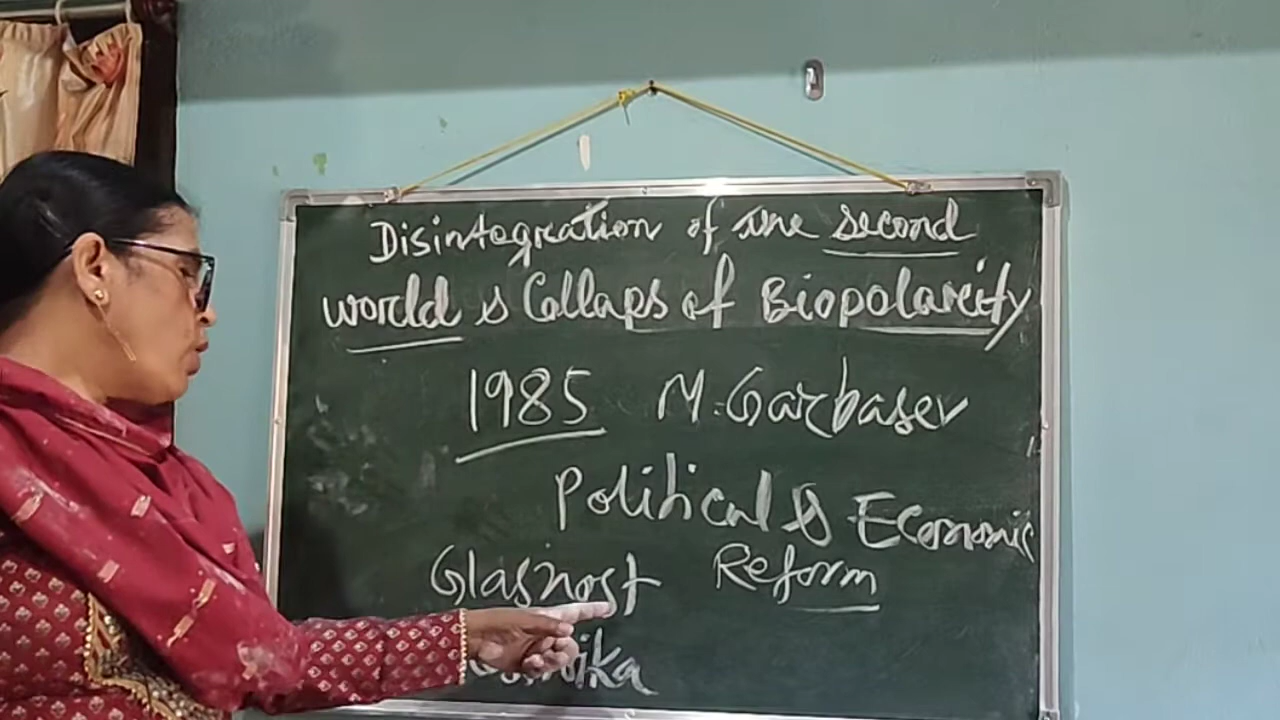 Disintegration of the second
world & Collaps of Biopolarity
1985 M. Garbasev
Political & Economic
Glasnost Reform